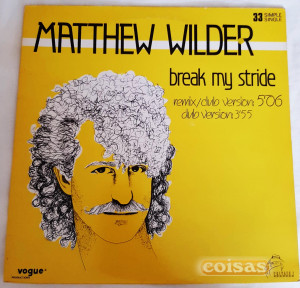 33 SIMPLE
SINGLE
MATTHEW WILDER
break my stride
remix/club version: 5'06
dub version: 3'55
vogue
coisas